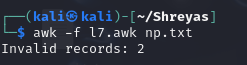 ┌──(kali㉿kali)-[~/Shreyas]
└─$ awk -f l7.awk np.txt
Invalid records: 2